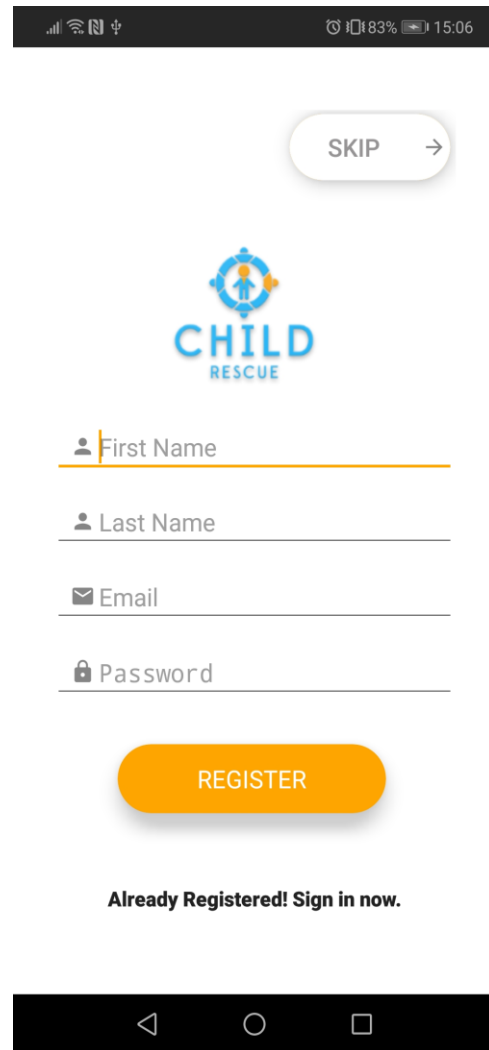 83% 15:06
SKIP
CHILD
RESCUE
First Name
Last Name
Email
Password
REGISTER
Already Registered! Sign in now.